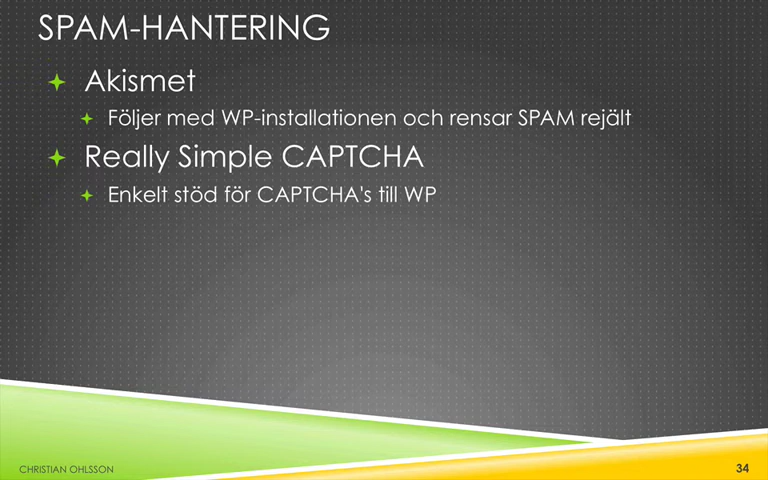 SPAM-HANTERING
Akismet
Följer med WP-installationen och rensar SPAM rejält
Really Simple CAPTCHA
Enkelt stöd för CAPTCHA's till WP
CHRISTIAN OHLSSON
34